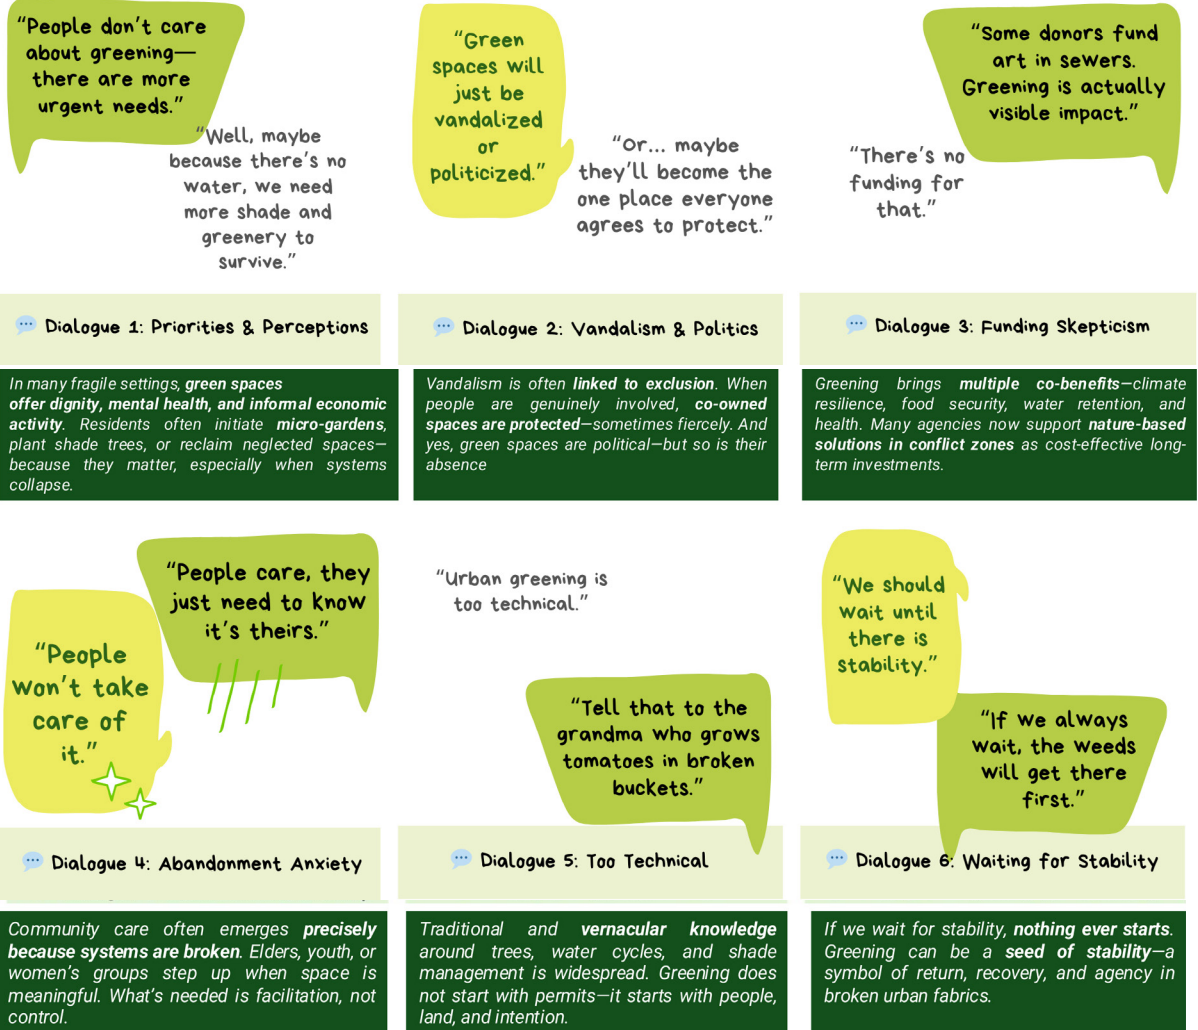 “People don’t care
about greening—
there are more
urgent needs.”
“Well, maybe
because there’s no
water, we need
more shade and
greenery to
survive.”
Dialogue 1: Priorities & Perceptions
In many fragile settings, green spaces
offer dignity, mental health, and informal economic
activity. Residents often initiate micro-gardens,
plant shade trees, or reclaim neglected spaces—
because they matter, especially when systems
collapse.
“Green
spaces will
just be
vandalized
or
politicized.”
“Or... maybe
they’ll become the
one place everyone
agrees to protect.”
Dialogue 2: Vandalism & Politics
Vandalism is often linked to exclusion. When
people are genuinely involved, co-owned
spaces are protected—sometimes fiercely. And
yes, green spaces are political—but so is their
absence
“Some donors fund
art in sewers.
Greening is actually
visible impact.”
“There’s no
funding for
that.”
Dialogue 3: Funding Skepticism
Greening brings multiple co-benefits—climate
resilience, food security, water retention, and
health. Many agencies now support nature-based
solutions in conflict zones as cost-effective long-
term investments.
“People care, they
just need to know
it’s theirs.”
“People
won’t take
care of
it.”
Dialogue 4: Abandonment Anxiety
Community care often emerges precisely
because systems are broken. Elders, youth, or
women’s groups step up when space is
meaningful. What’s needed is facilitation, not
control.
“Urban greening is
too technical.”
“Tell that to the
grandma who grows
tomatoes in broken
buckets.”
Dialogue 5: Too Technical
Traditional and vernacular knowledge
around trees, water cycles, and shade
management is widespread. Greening does
not start with permits—it starts with people,
land, and intention.
“We should
wait until
there is
stability.”
“If we always
wait, the weeds
will get there
first.”
Dialogue 6: Waiting for Stability
If we wait for stability, nothing ever starts.
Greening can be a seed of stability—a
symbol of return, recovery, and agency in
broken urban fabrics.